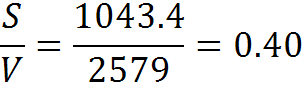 S/V = 1043.4/2579 = 0.40